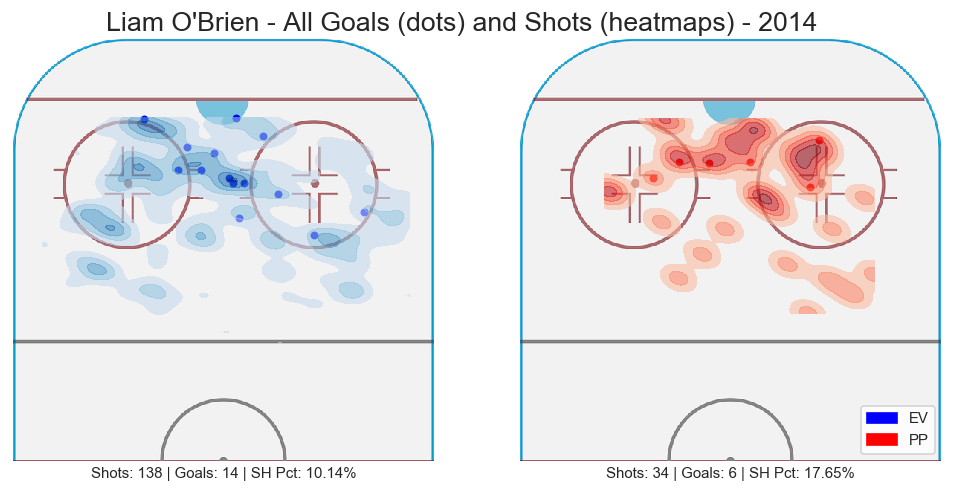 Liam O'Brien - All Goals (dots) and Shots (heatmaps) - 2014
EV
PP
Shots: 138 | Goals: 14 | SH Pct: 10.14%
Shots: 34 | Goals: 6 | SH Pct: 17.65%